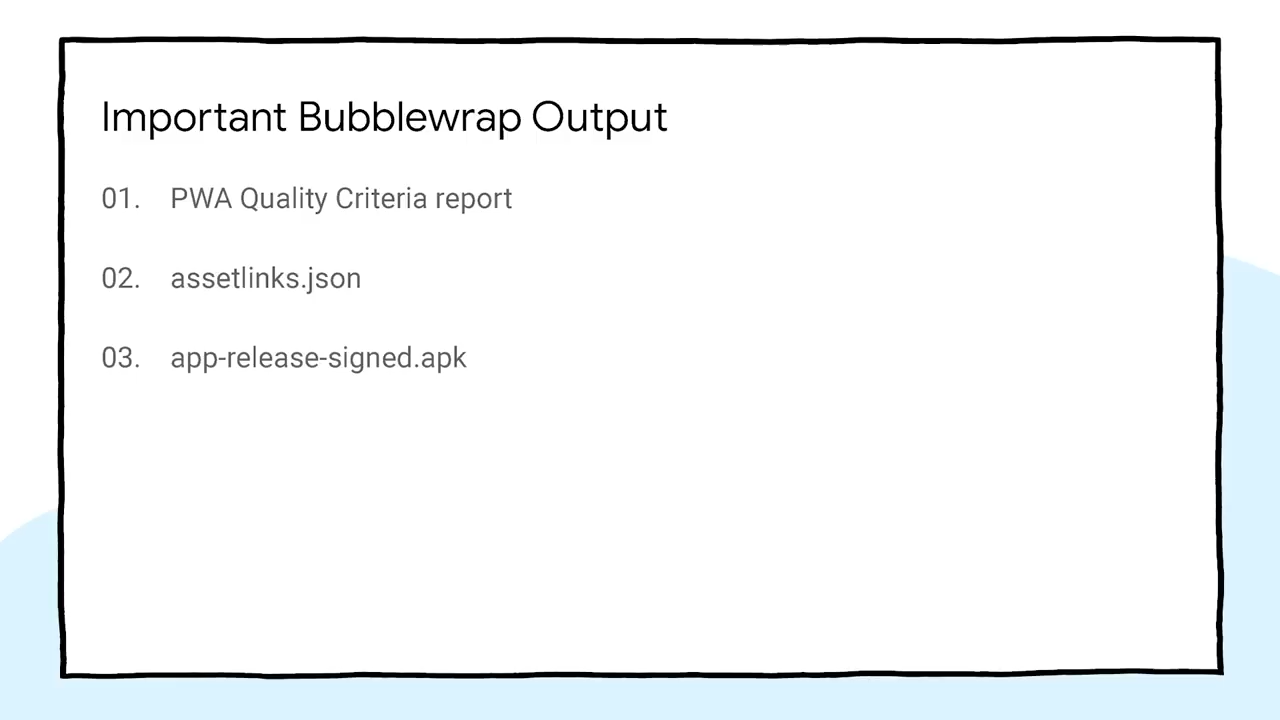 Important Bubblewrap Output
01. PWA Quality Criteria report
02. assetlinks.json
03. app-release-signed.apk